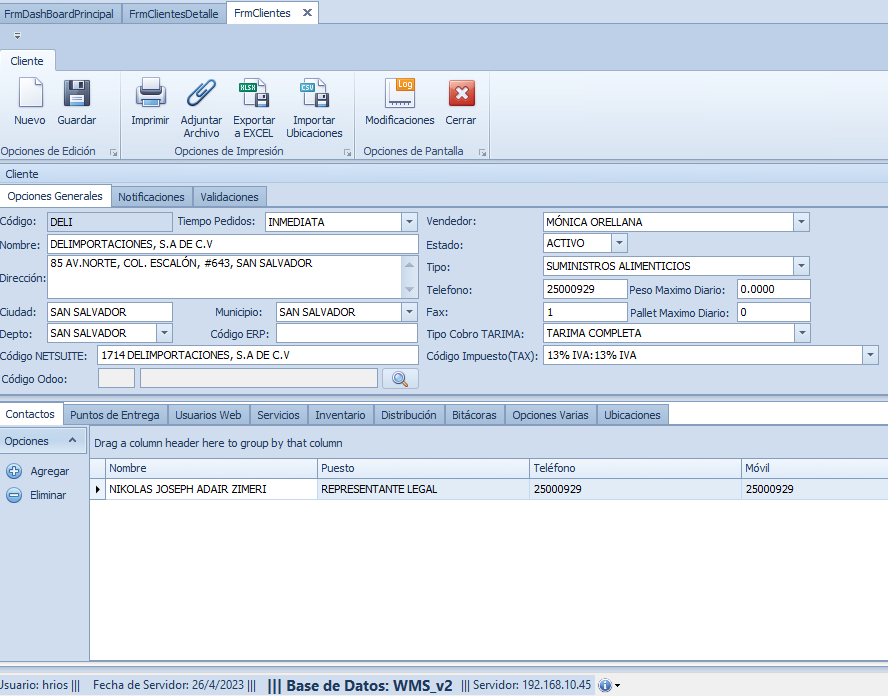 FrmDashBoardPrincipal FrmClientesDetalle FrmClientes
Cliente
Nuevo Guardar Imprimir Adjuntar Archivo Exportar a EXCEL Importar Ubicaciones Modificaciones Cerrar
XLSX CSV Log
Opciones de Edición Opciones de Impresión Opciones de Pantalla
Cliente
Opciones Generales Notificaciones Validaciones
Código: DELI Tiempo Pedidos: INMEDIATA Vendedor: MÓNICA ORELLANA
Nombre: DELIMPORTACIONES, S.A DE C.V Estado: ACTIVO
Dirección: 85 AV.NORTE, COL. ESCALÓN, #643, SAN SALVADOR Tipo: SUMINISTROS ALIMENTICIOS
Telefono: 25000929 Peso Maximo Diario: 0.0000
Ciudad: SAN SALVADOR Municipio: SAN SALVADOR Fax: 1 Pallet Maximo Diario: 0
Depto: SAN SALVADOR Código ERP: Tipo Cobro TARIMA: TARIMA COMPLETA
Código NETSUITE: 1714 DELIMPORTACIONES, S.A DE C.V Código Impuesto(TAX): 13% IVA:13% IVA
Código Odoo:
Contactos Puntos de Entrega Usuarios Web Servicios Inventario Distribución Bitácoras Opciones Varias Ubicaciones
Opciones Drag a column header here to group by that column
Nombre Puesto Teléfono Móvil
Agregar
NIKOLAS JOSEPH ADAIR ZIMERI REPRESENTANTE LEGAL 25000929 25000929
Eliminar
Usuario: hrios ||| Fecha de Servidor: 26/4/2023 ||| ||| Base de Datos: WMS_v2 ||| Servidor: 192.168.10.45